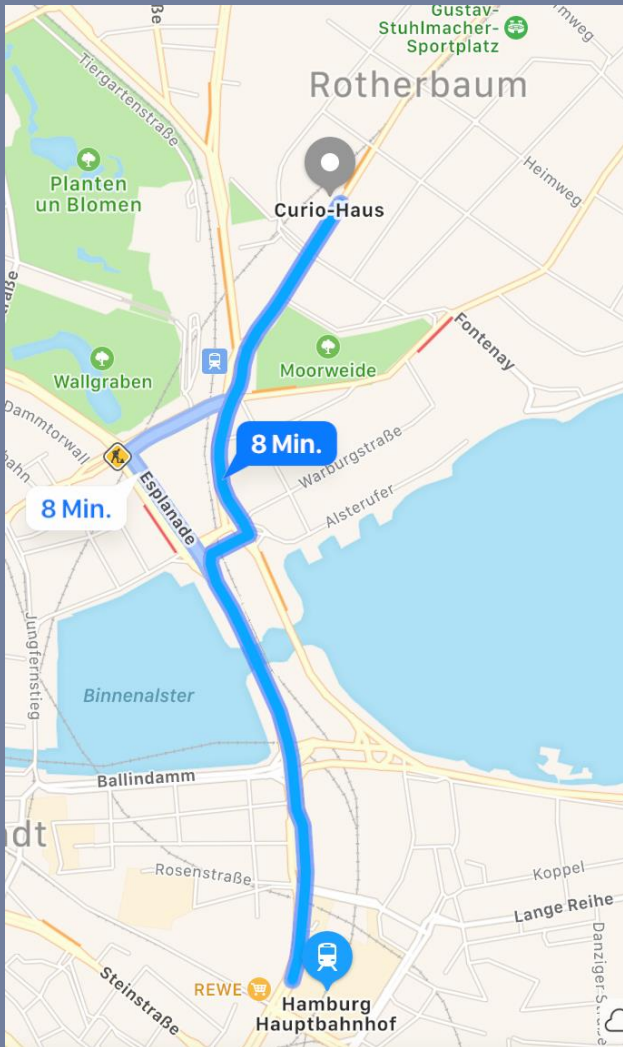 Gustav-
Stuhlmacher-
Sportplatz
Heimweg
Rotherbaum
Tiergartenstraße
Planten
un Blomen
Heimweg
Curio-Haus
Fontenay
Moorweide
Wallgraben
Dammtorwall
8 Min.
Warburgstraße
8 Min.
Esplanade
Alsterufer
Jungfernstieg
Binnenalster
Ballindamm
Rosenstraße
Koppel
Lange Reihe
REWE
Steinstraße
Hamburg
Hauptbahnhof